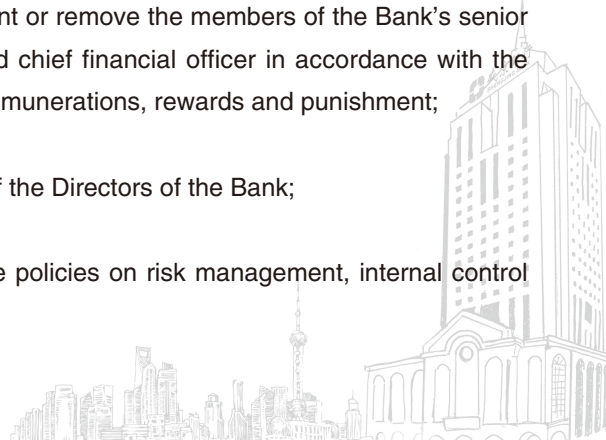 nt or remove the members of the Bank’s senior
d chief financial officer in accordance with the
munerations, rewards and punishment;
f the Directors of the Bank;
e policies on risk management, internal control